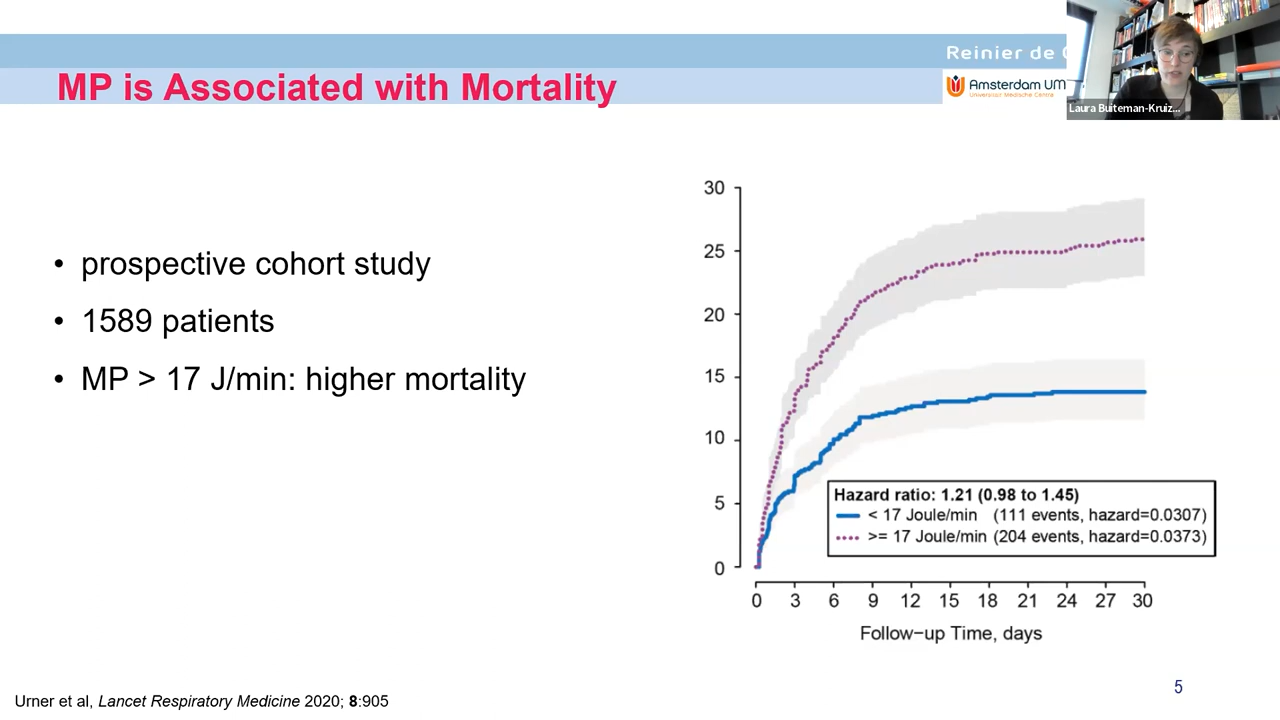 Reinier de
MP is Associated with Mortality
Amsterdam UM
Universitair Medische Centra
Laura Buiteman-Kruiz...
• prospective cohort study
• 1589 patients
• MP > 17 J/min: higher mortality
30
25
20
15
10
5
0
Hazard ratio: 1.21 (0.98 to 1.45)
< 17 Joule/min (111 events, hazard=0.0307)
>= 17 Joule/min (204 events, hazard=0.0373)
0 3 6 9 12 15 18 21 24 27 30
Follow−up Time, days
Urner et al, Lancet Respiratory Medicine 2020; 8:905
5